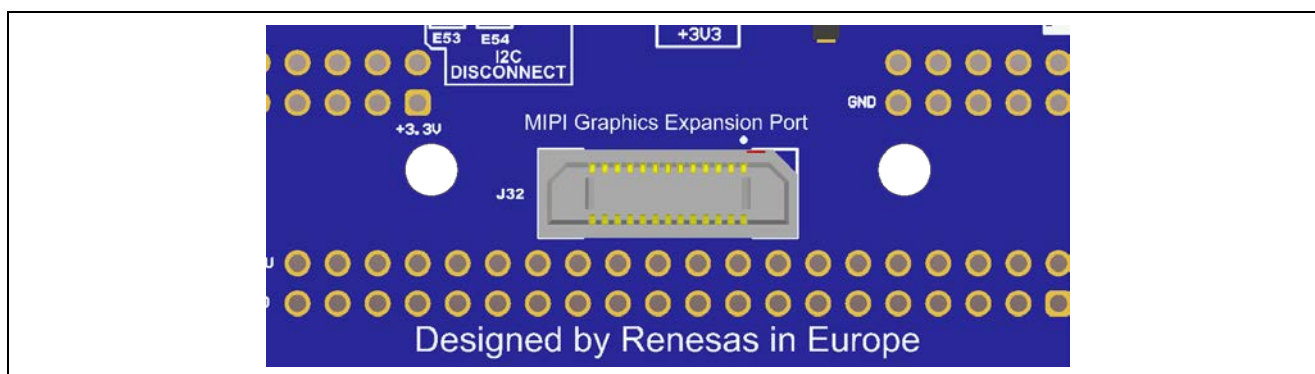 E53 E54
I2C
DISCONNECT
+3V3
+3.3V
GND
MIPI Graphics Expansion Port
J32
Designed by Renesas in Europe